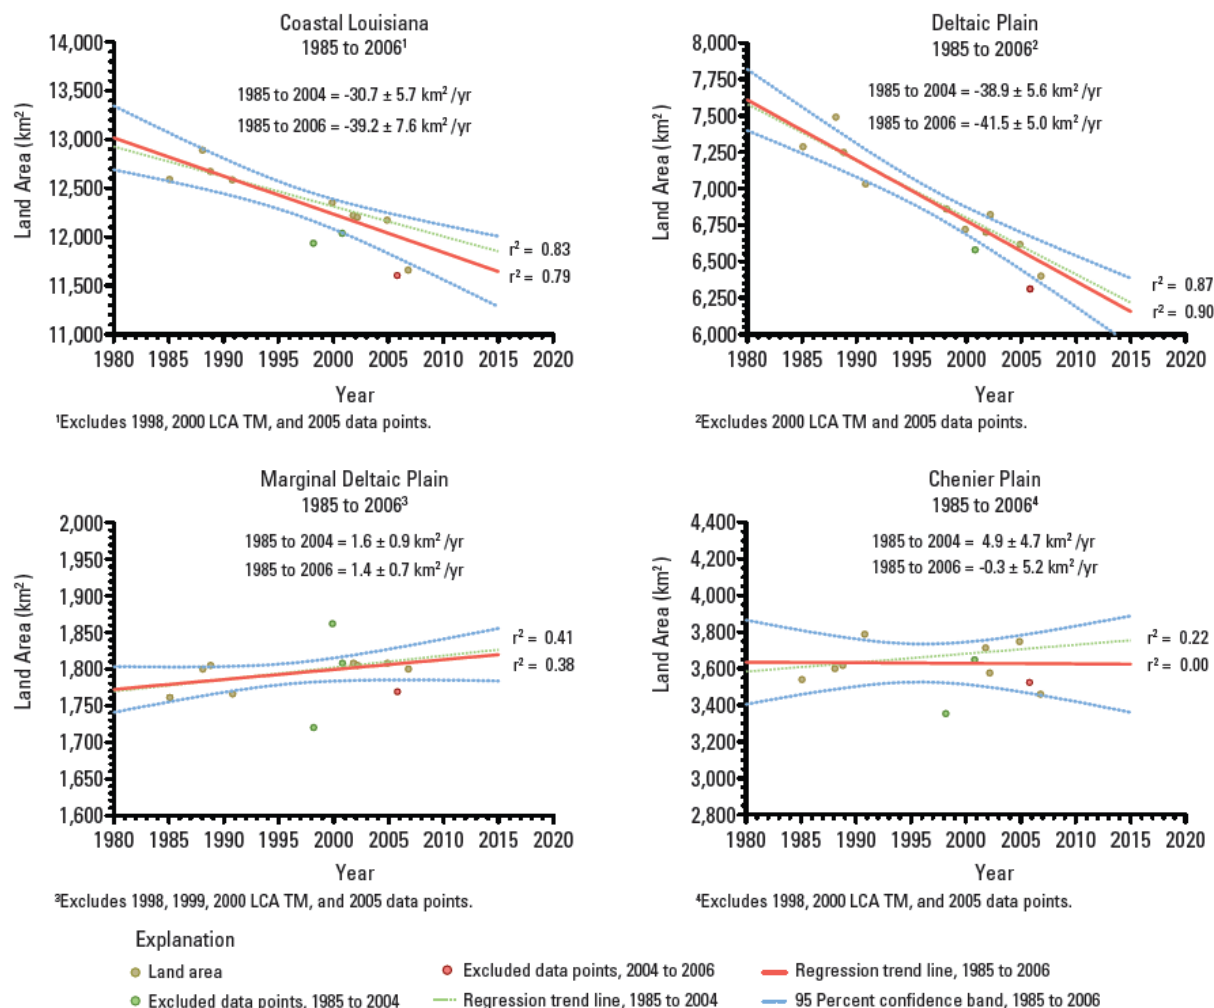 Coastal Louisiana
1985 to 2006¹
1985 to 2004 = -30.7 ± 5.7 km² /yr
1985 to 2006 = -39.2 ± 7.6 km² /yr
Land Area (km²)
14,000
13,500
13,000
12,500
12,000
11,500
11,000
r² = 0.83
r² = 0.79
1980 1985 1990 1995 2000 2005 2010 2015 2020
Year
¹Excludes 1998, 2000 LCA TM, and 2005 data points.
Deltaic Plain
1985 to 2006²
1985 to 2004 = -38.9 ± 5.6 km² /yr
1985 to 2006 = -41.5 ± 5.0 km² /yr
Land Area (km²)
8,000
7,750
7,500
7,250
7,000
6,750
6,500
6,250
6,000
r² = 0.87
r² = 0.90
1980 1985 1990 1995 2000 2005 2010 2015 2020
Year
²Excludes 2000 LCA TM and 2005 data points.
Marginal Deltaic Plain
1985 to 2006³
1985 to 2004 = 1.6 ± 0.9 km² /yr
1985 to 2006 = 1.4 ± 0.7 km² /yr
Land Area (km²)
2,000
1,950
1,900
1,850
1,800
1,750
1,700
1,650
1,600
r² = 0.41
r² = 0.38
1980 1985 1990 1995 2000 2005 2010 2015 2020
Year
³Excludes 1998, 1999, 2000 LCA TM, and 2005 data points.
Chenier Plain
1985 to 2006⁴
1985 to 2004 = 4.9 ± 4.7 km² /yr
1985 to 2006 = -0.3 ± 5.2 km² /yr
Land Area (km²)
4,400
4,200
4,000
3,800
3,600
3,400
3,200
3,000
2,800
r² = 0.22
r² = 0.00
1980 1985 1990 1995 2000 2005 2010 2015 2020
Year
⁴Excludes 1998, 2000 LCA TM, and 2005 data points.
Explanation
Land area
Excluded data points, 2004 to 2006
Regression trend line, 1985 to 2006
Excluded data points, 1985 to 2004
Regression trend line, 1985 to 2004
95 Percent confidence band, 1985 to 2006